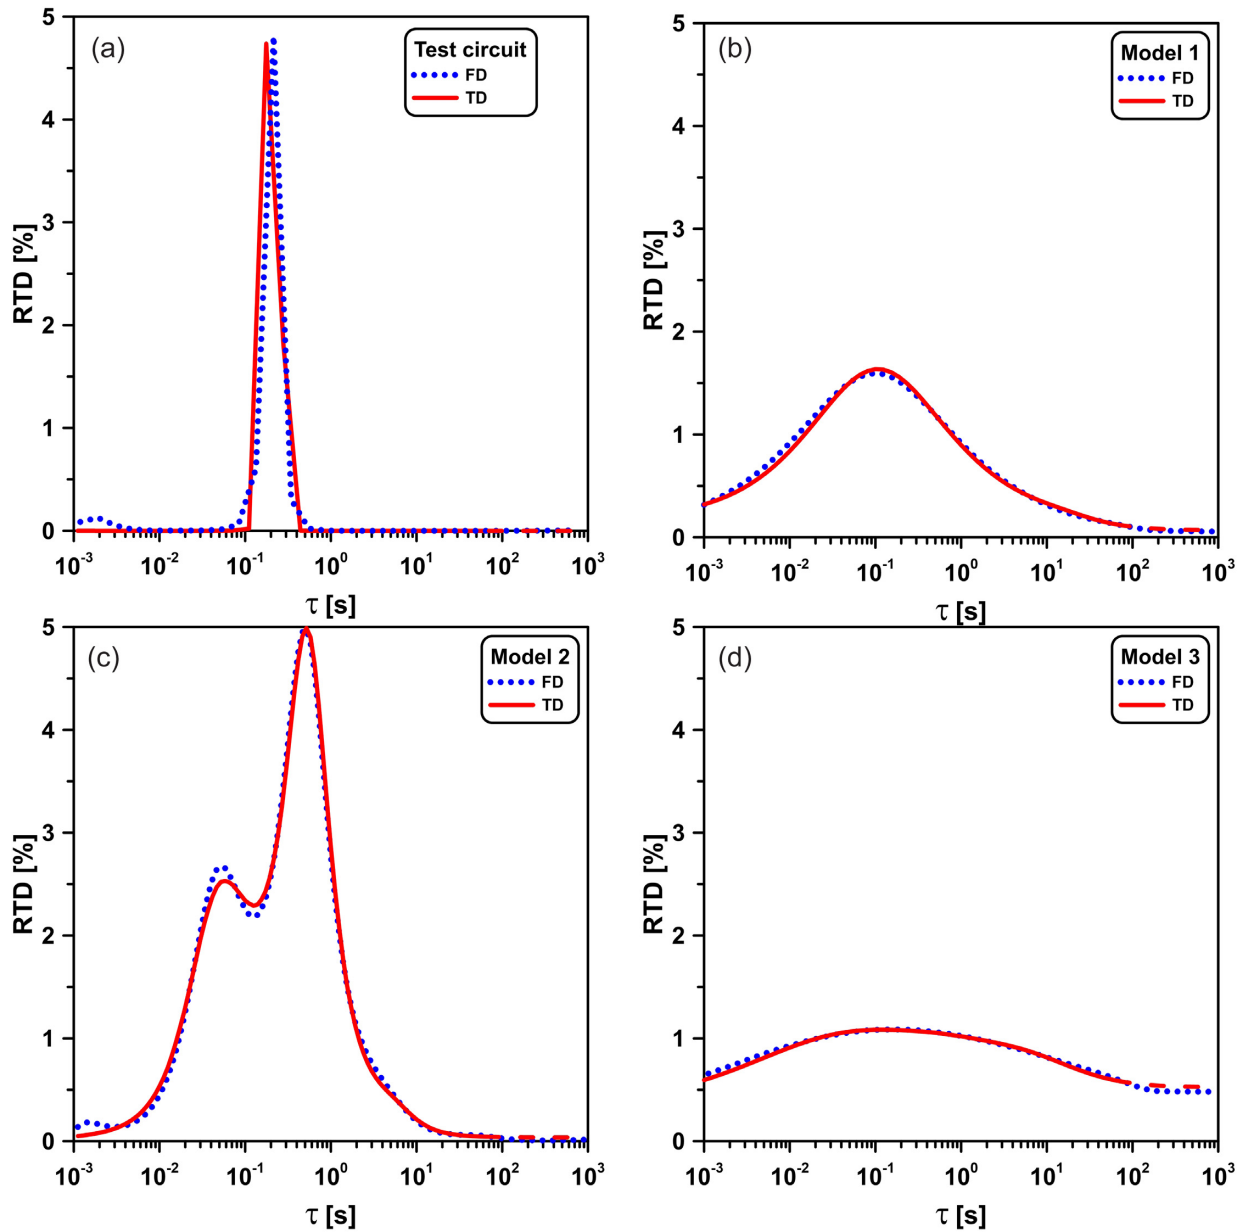 (a)
Test circuit
FD
TD
RTD [%]
5
4
3
2
1
0
10⁻³ 10⁻² 10⁻¹ 10⁰ 10¹ 10² 10³
τ [s]
(b)
Model 1
FD
TD
RTD [%]
5
4
3
2
1
0
10⁻³ 10⁻² 10⁻¹ 10⁰ 10¹ 10² 10³
τ [s]
(c)
Model 2
FD
TD
RTD [%]
5
4
3
2
1
0
10⁻³ 10⁻² 10⁻¹ 10⁰ 10¹ 10² 10³
τ [s]
(d)
Model 3
FD
TD
RTD [%]
5
4
3
2
1
0
10⁻³ 10⁻² 10⁻¹ 10⁰ 10¹ 10² 10³
τ [s]